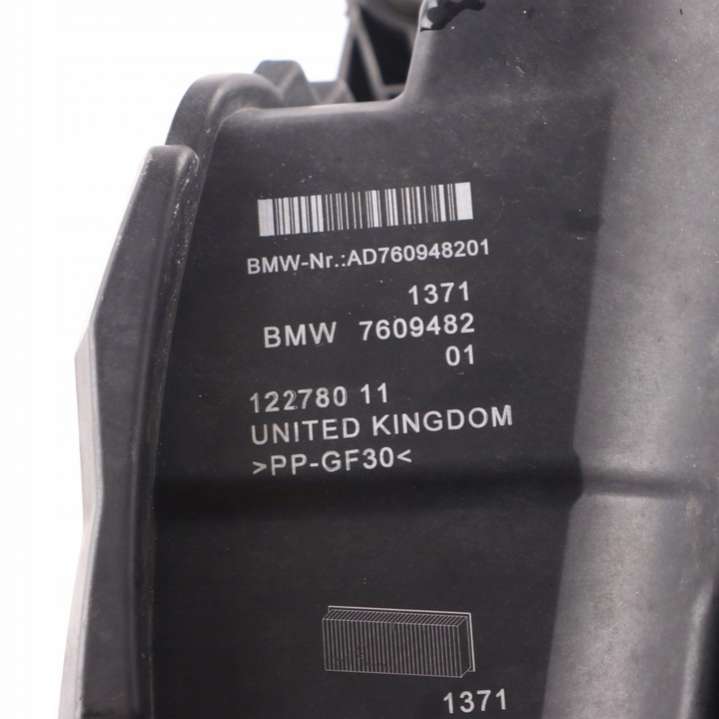 BMW-Nr.:AD760948201
1371
BMW 7609482
01
122780 11
UNITED KINGDOM
>PP-GF30<
1371